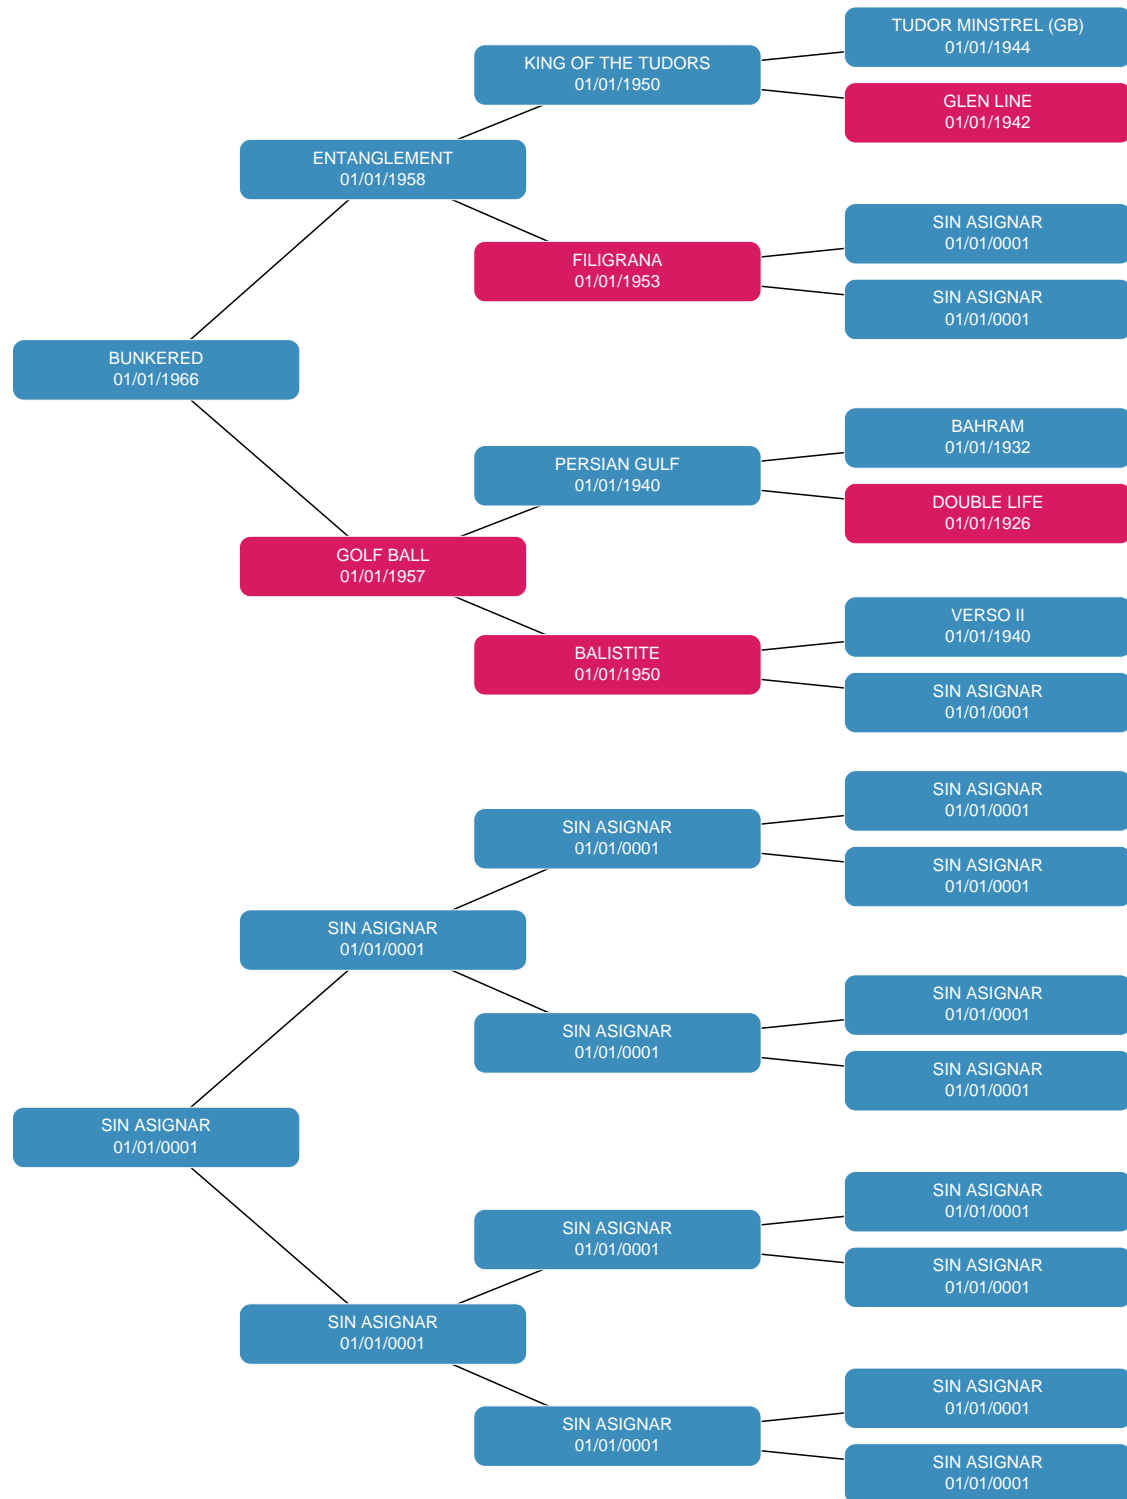 TUDOR MINSTREL (GB)
01/01/1944
KING OF THE TUDORS
01/01/1950
GLEN LINE
01/01/1942
ENTANGLEMENT
01/01/1958
SIN ASIGNAR
01/01/0001
FILIGRANA
01/01/1953
SIN ASIGNAR
01/01/0001
BUNKERED
01/01/1966
BAHRAM
01/01/1932
PERSIAN GULF
01/01/1940
DOUBLE LIFE
01/01/1926
GOLF BALL
01/01/1957
VERSO II
01/01/1940
BALISTITE
01/01/1950
SIN ASIGNAR
01/01/0001
SIN ASIGNAR
01/01/0001
SIN ASIGNAR
01/01/0001
SIN ASIGNAR
01/01/0001
SIN ASIGNAR
01/01/0001
SIN ASIGNAR
01/01/0001
SIN ASIGNAR
01/01/0001
SIN ASIGNAR
01/01/0001
SIN ASIGNAR
01/01/0001
SIN ASIGNAR
01/01/0001
SIN ASIGNAR
01/01/0001
SIN ASIGNAR
01/01/0001
SIN ASIGNAR
01/01/0001
SIN ASIGNAR
01/01/0001
SIN ASIGNAR
01/01/0001
SIN ASIGNAR
01/01/0001